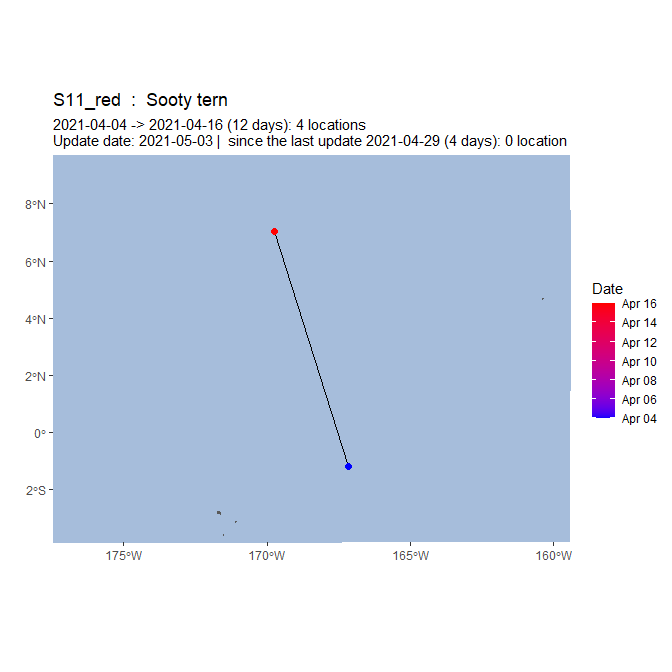 S11_red  :  Sooty tern
2021-04-04 -> 2021-04-16 (12 days): 4 locations
Update date: 2021-05-03 |  since the last update 2021-04-29 (4 days): 0 location
8°N
6°N
4°N
2°N
0°
2°S
175°W
170°W
165°W
160°W
Date
Apr 16
Apr 14
Apr 12
Apr 10
Apr 08
Apr 06
Apr 04